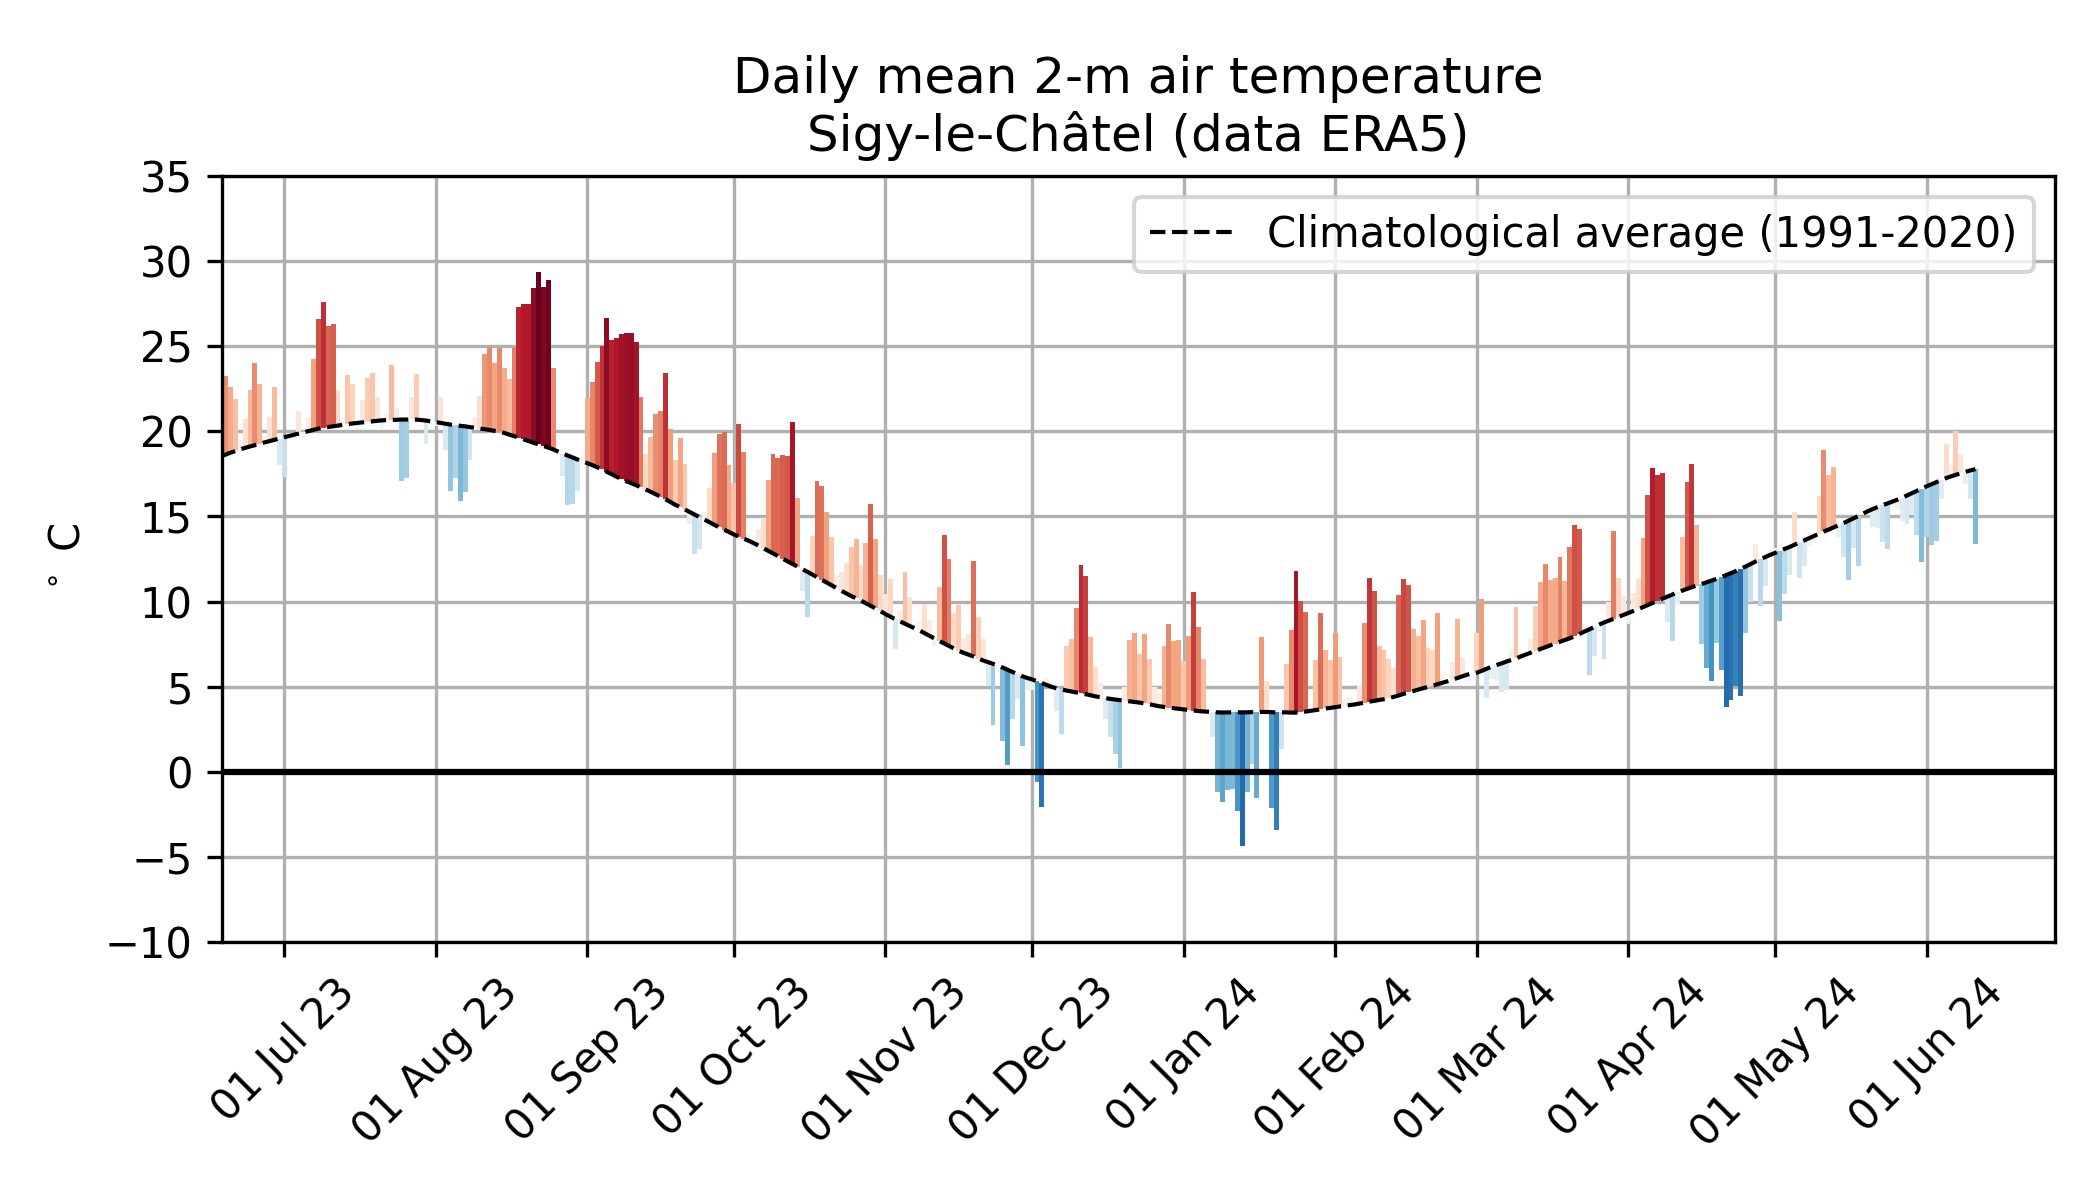 Daily mean 2-m air temperature
Sigy-le-Châtel (data ERA5)
35
30
25
20
15
10
5
0
−5
−10
° C
Climatological average (1991-2020)
01 Jul 23
01 Aug 23
01 Sep 23
01 Oct 23
01 Nov 23
01 Dec 23
01 Jan 24
01 Feb 24
01 Mar 24
01 Apr 24
01 May 24
01 Jun 24